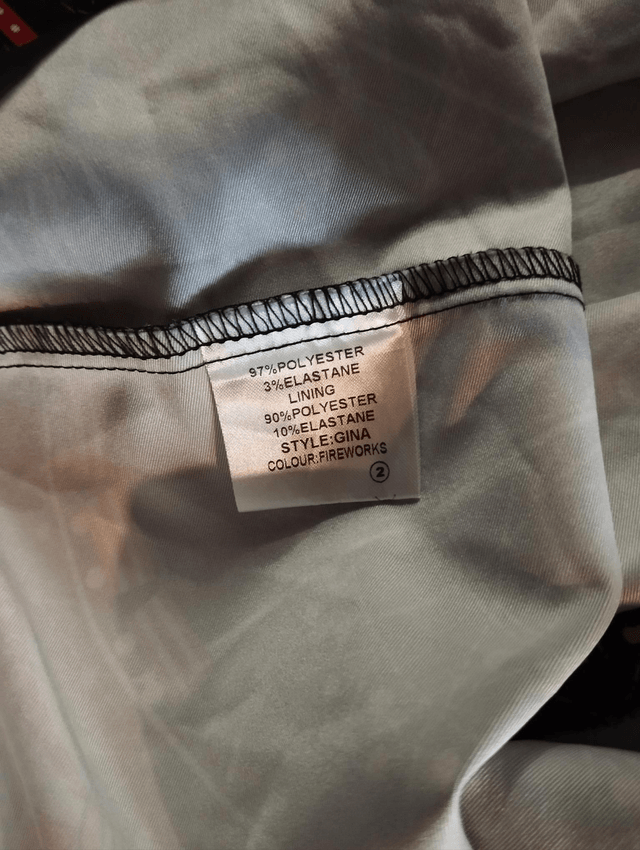 97%POLYESTER
3%ELASTANE
LINING
90%POLYESTER
10%ELASTANE
STYLE:GINA
COLOUR:FIREWORKS
2